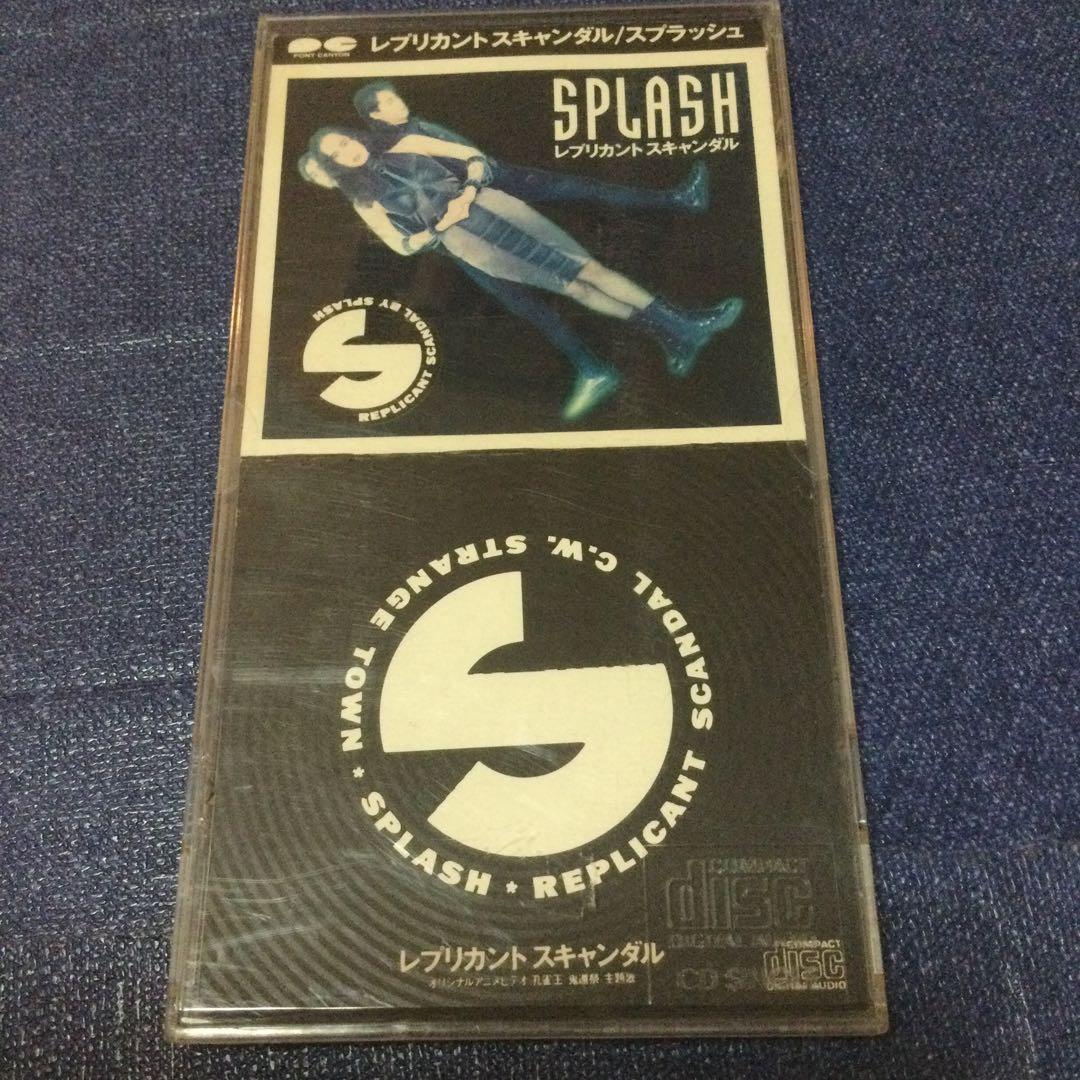 PONY CANYON
レプリカント スキャンダル/スプラッシュ
SPLASH
レプリカント スキャンダル
REPLICANT SCANDAL BY SPLASH
SPLASH * REPLICANT SCANDAL C.W. STRANGE TOWN *
レプリカント スキャンダル
オリジナルアニメビデオ 孔雀王 鬼還祭 主題歌
COMPACT
disc
DIGITAL AUDIO
COMPACT
disc
DIGITAL AUDIO